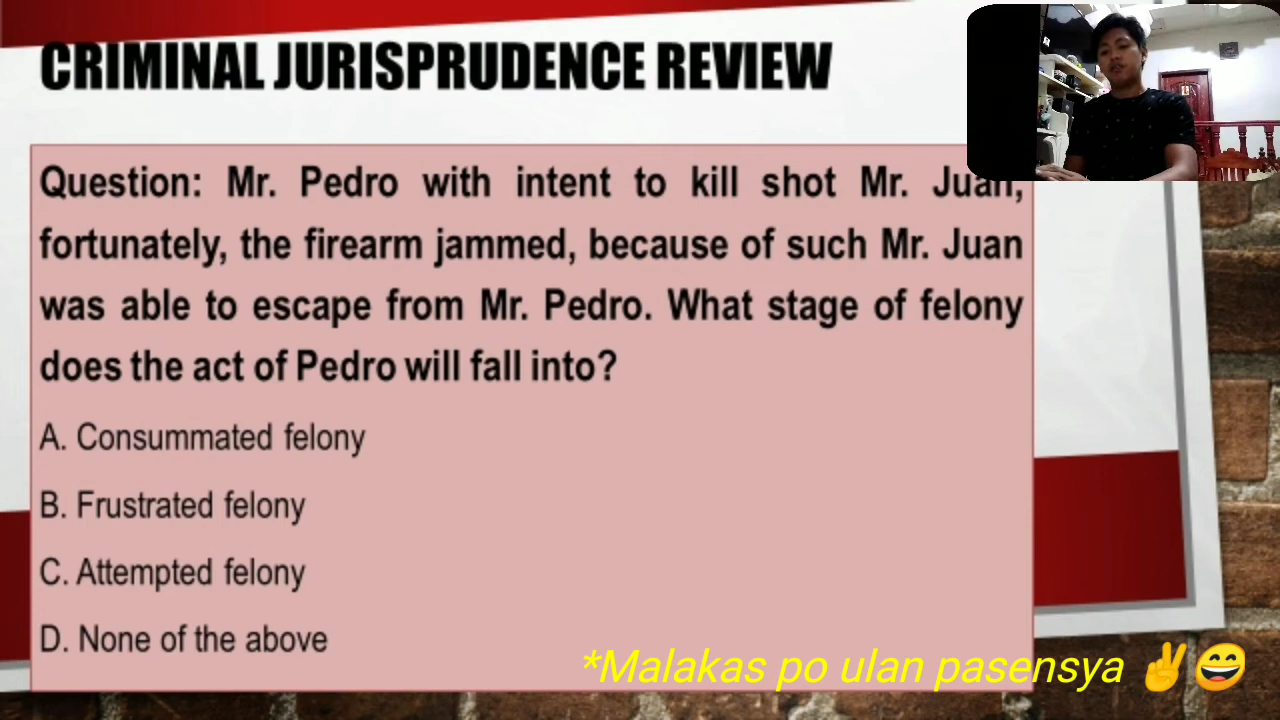 CRIMINAL JURISPRUDENCE REVIEW
Question: Mr. Pedro with intent to kill shot Mr. Juan,
fortunately, the firearm jammed, because of such Mr. Juan
was able to escape from Mr. Pedro. What stage of felony
does the act of Pedro will fall into?
A. Consummated felony
B. Frustrated felony
C. Attempted felony
D. None of the above
*Malakas po ulan pasensya ✌😄